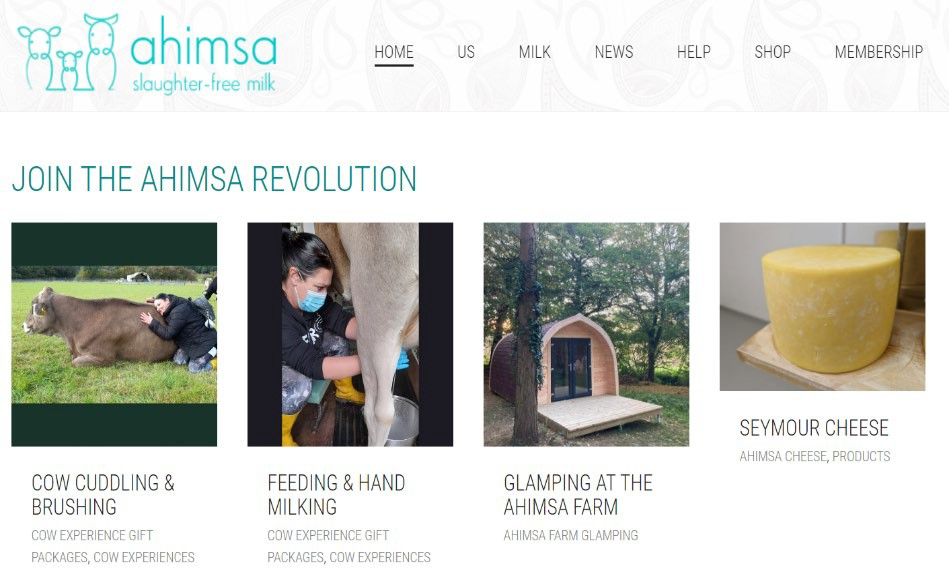 ahimsa
slaughter-free milk
HOME US MILK NEWS HELP SHOP MEMBERSHIP
JOIN THE AHIMSA REVOLUTION
COW CUDDLING &
BRUSHING
COW EXPERIENCE GIFT
PACKAGES, COW EXPERIENCES
FEEDING & HAND
MILKING
COW EXPERIENCE GIFT
PACKAGES, COW EXPERIENCES
GLAMPING AT THE
AHIMSA FARM
AHIMSA FARM GLAMPING
SEYMOUR CHEESE
AHIMSA CHEESE, PRODUCTS